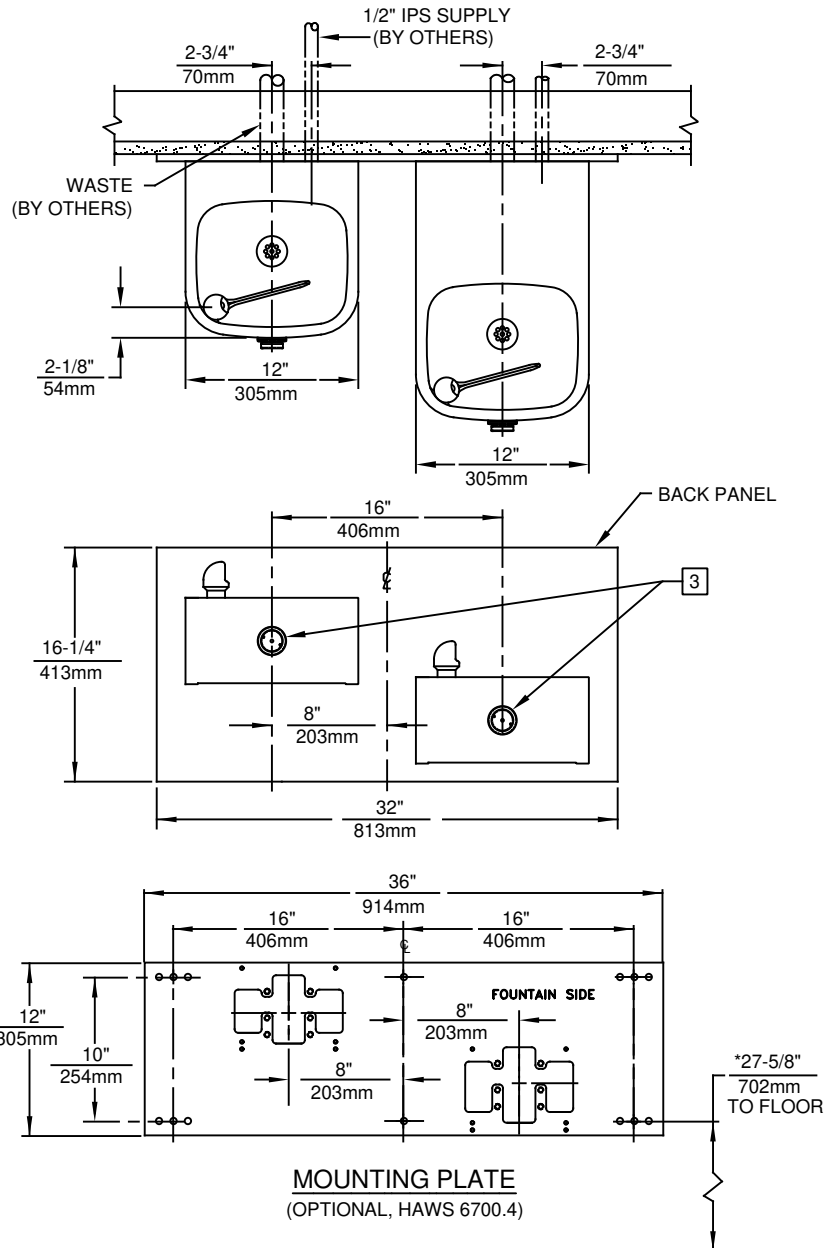 1/2" IPS SUPPLY
(BY OTHERS)
2-3/4"
70mm
2-3/4"
70mm
WASTE
(BY OTHERS)
2-1/8"
54mm
12"
305mm
12"
305mm
BACK PANEL
16"
406mm
3
16-1/4"
413mm
8"
203mm
32"
813mm
36"
914mm
16"
406mm
16"
406mm
FOUNTAIN SIDE
12"
305mm
10"
254mm
8"
203mm
8"
203mm
*27-5/8"
702mm
TO FLOOR
MOUNTING PLATE
(OPTIONAL, HAWS 6700.4)